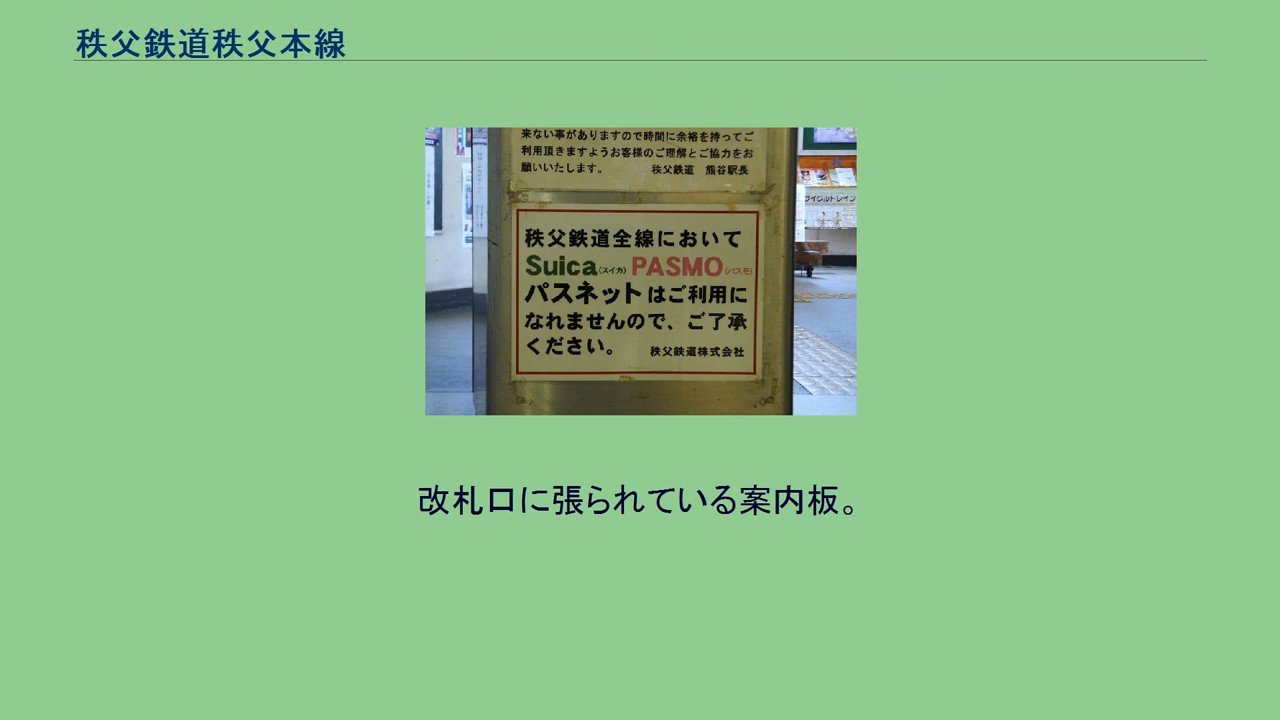 秩父鉄道秩父本線
来ない事がありますので時間に余裕を持ってご
利用頂きますようお客様のご理解とご協力をお
願いいたします。 秩父鉄道 熊谷駅長
秩父鉄道全線において
Suica(スイカ) PASMO(パスモ)
パスネットはご利用に
なれませんので、ご了承
ください。 秩父鉄道株式会社
改札口に張られている案内板。